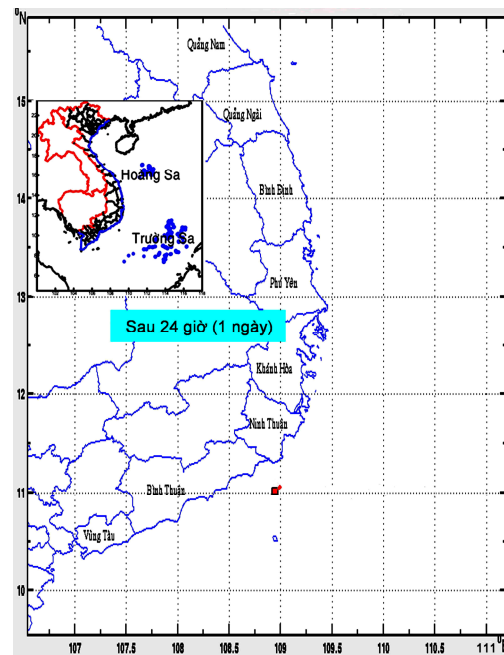 ⁰N
Quảng Nam
15
Quảng Ngãi
Hoàng Sa
Trường Sa
14
Bình Định
Phú Yên
13
Sau 24 giờ (1 ngày)
Khánh Hòa
12
Ninh Thuận
Bình Thuận
11
Vũng Tàu
10
107 107.5 108 108.5 109 109.5 110 110.5 111